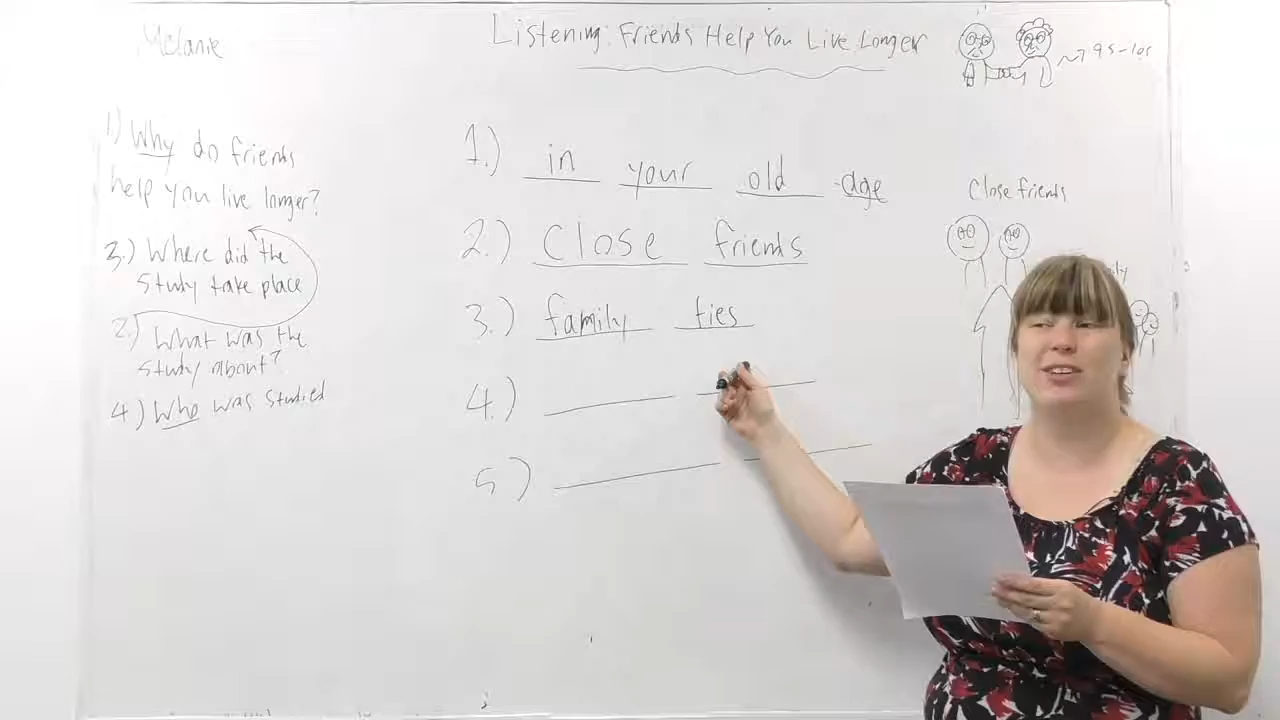 Melanie
Listening: Friends Help You Live Longer
1) Why do friends
help you live longer?
3.) Where did the
study take place
2.) What was the
study about?
4) Who was studied
1.) in your old age
2.) Close friends
3.) family ties
4.)
5)
95-105
Close friends